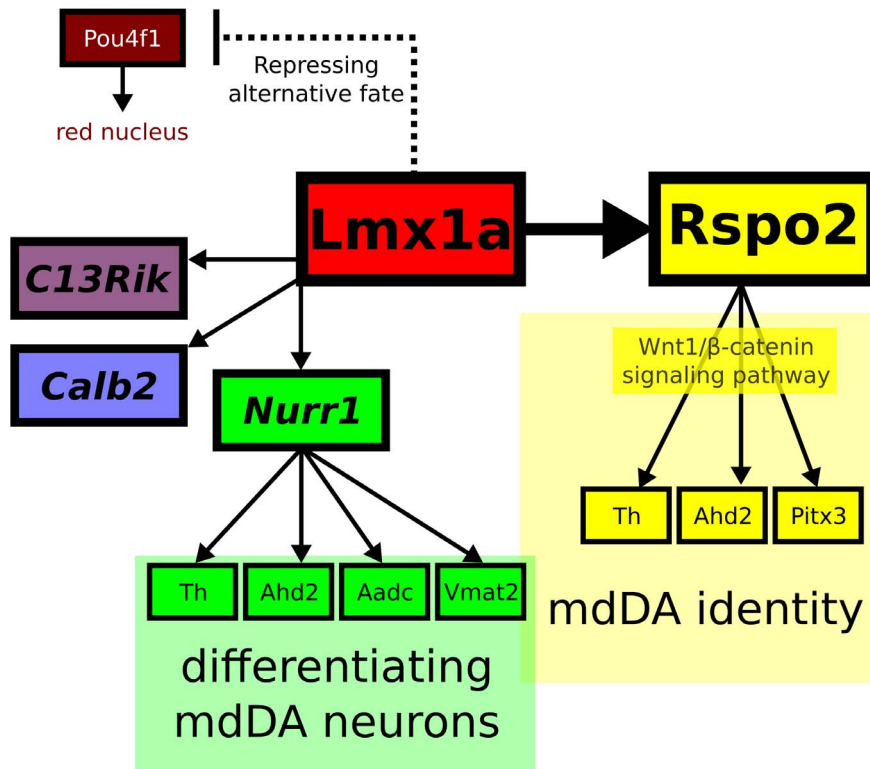 Pou4f1
Repressing
alternative fate
red nucleus
Lmx1a
Rspo2
C13Rik
Calb2
Nurr1
Wnt1/β-catenin
signaling pathway
Th
Ahd2
Pitx3
mdDA identity
Th
Ahd2
Aadc
Vmat2
differentiating
mdDA neurons